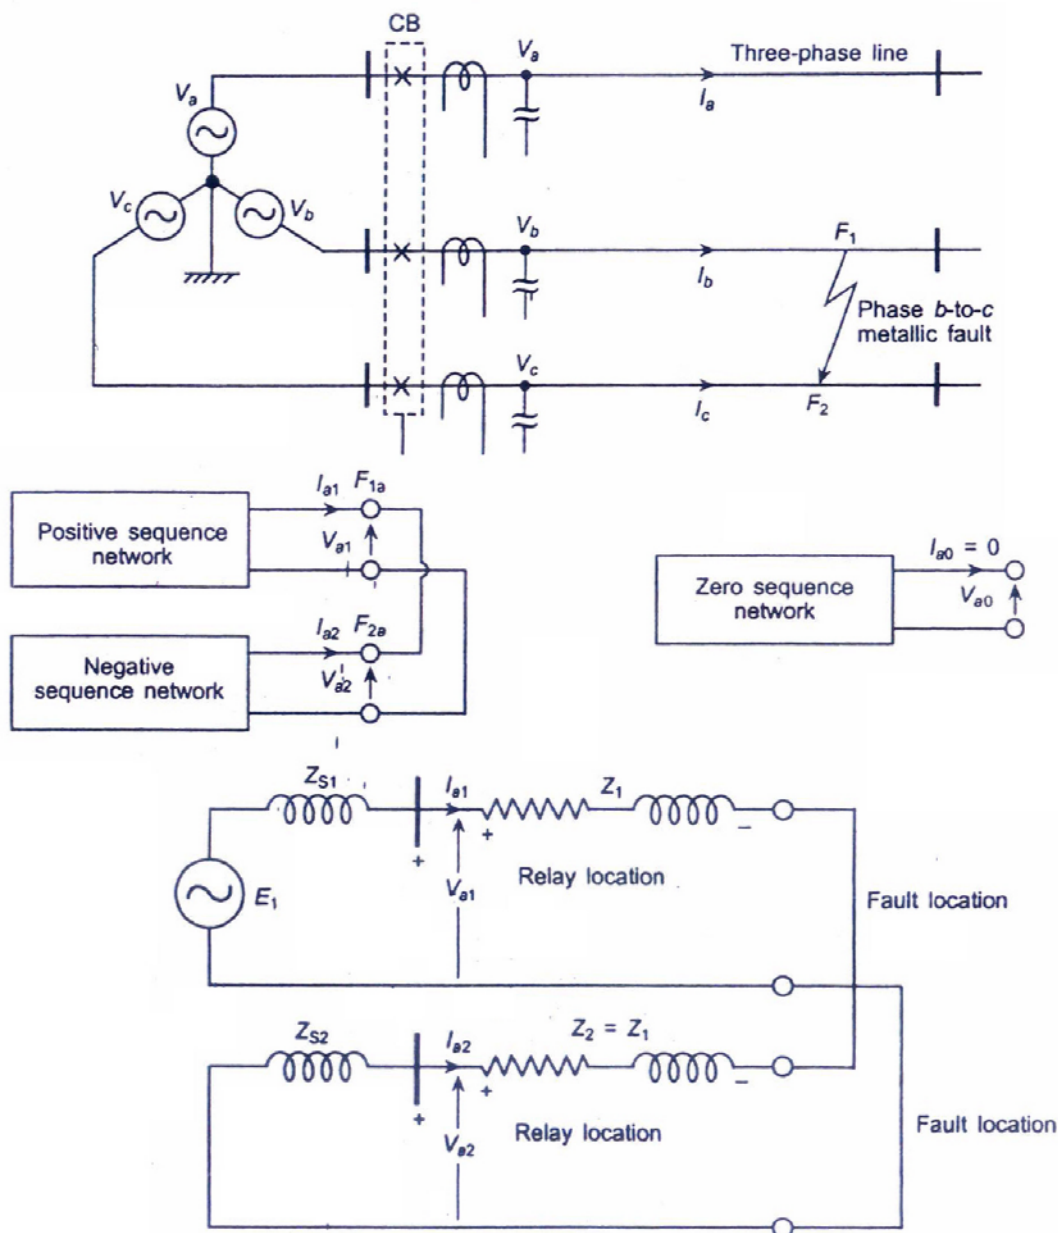 CB
V_a
Three-phase line
V_a
I_a
V_c
V_b
V_b
F_1
I_b
Phase b-to-c
metallic fault
V_c
I_c
F_2
I_a1
F_1a
Positive sequence
network
V_a1
I_a0 = 0
Zero sequence
network
V_a0
I_a2
F_2a
Negative
sequence network
V_a2
Z_S1
I_a1
Z_1
+
+
–
E_1
V_a1
Relay location
Fault location
Z_S2
I_a2
Z_2 = Z_1
+
+
–
V_a2
Relay location
Fault location